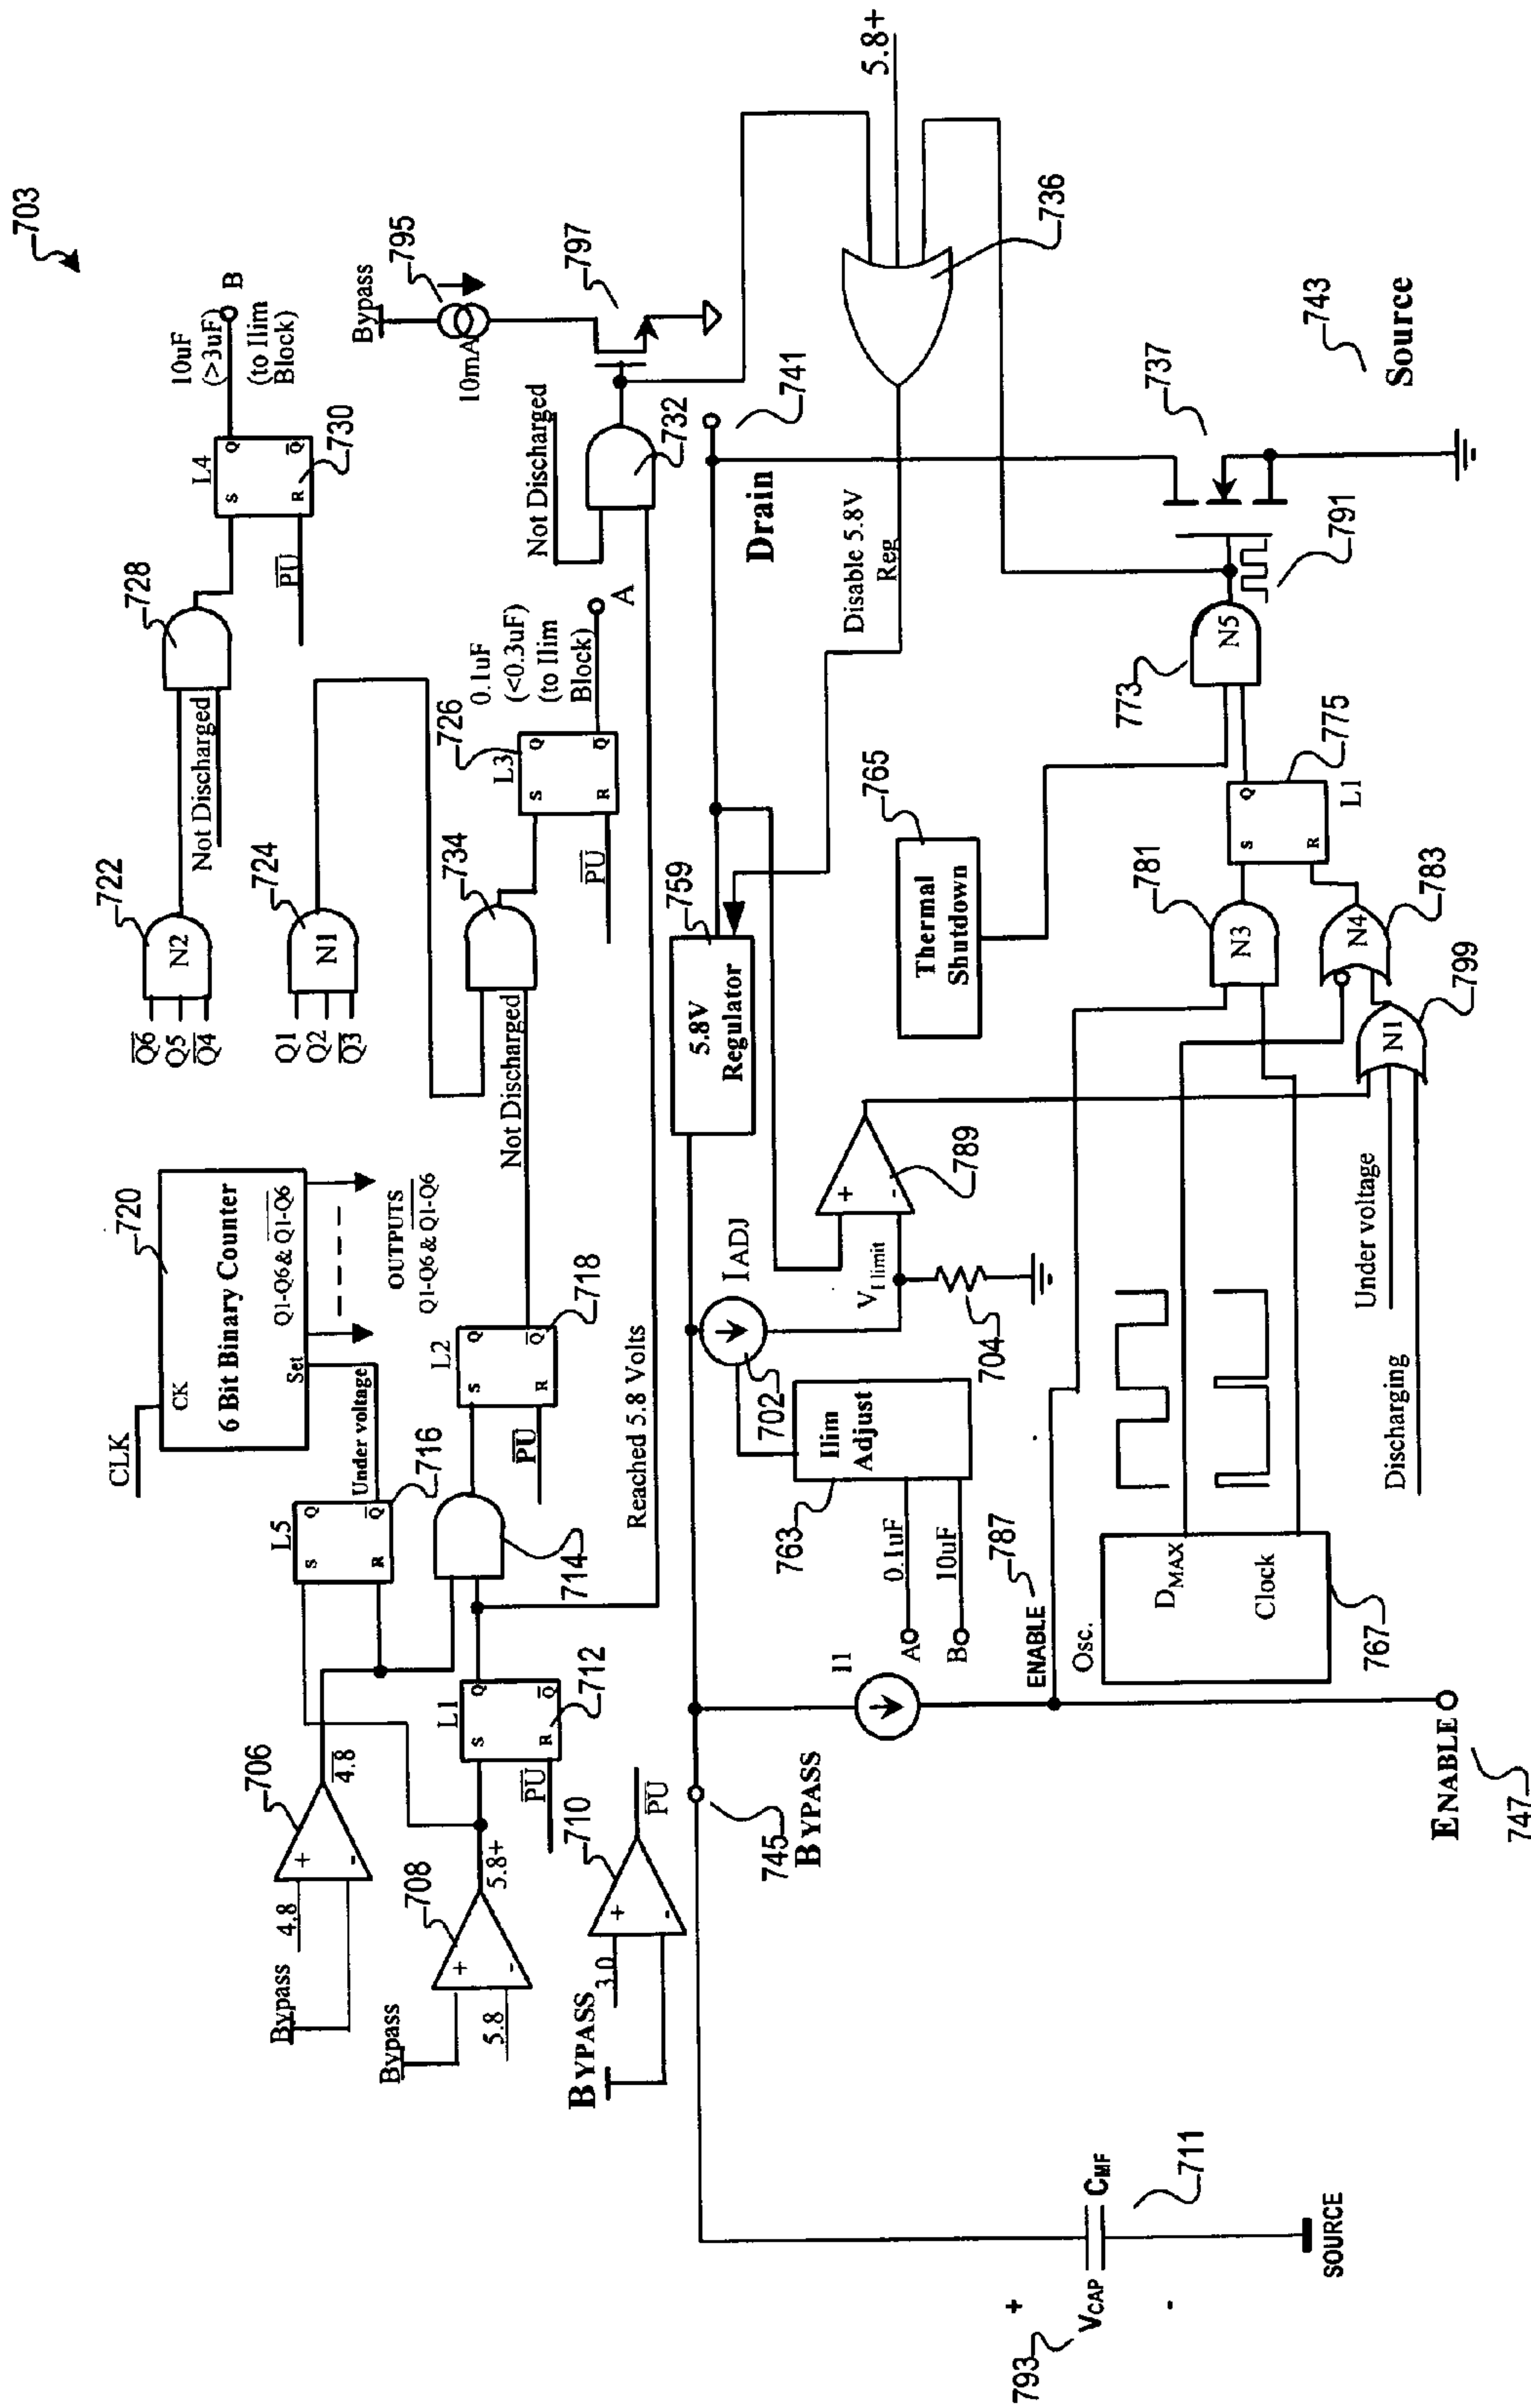 703
CLK
CK
720
6 Bit Binary Counter
Set
Q1-Q6 & Q1-Q6
OUTPUTS
Q1-Q6 & Q1-Q6
Under voltage
Q6
Q5
Q4
N2
722
Q1
Q2
Q3
N1
724
Not Discharged
728
PU
L4
S
R
Q
Q
730
10uF
(>3uF)
(to Ilim
Block)
B
Bypass
4.8
+
-
706
4.8
L5
S
R
Q
Q
716
Bypass
5.8
+
-
708
5.8+
L1
S
R
Q
Q
PU
712
714
L2
S
R
Q
Q
PU
718
Not Discharged
734
L3
S
R
Q
Q
PU
726
0.1uF
(<0.3uF)
(to Ilim
Block)
A
Not Discharged
732
Bypass
795
10mA
797
BYPASS
3.0
+
-
710
PU
Reached 5.8 Volts
745
BYPASS
759
5.8V
Regulator
741
Drain
Disable 5.8V
Reg
736
5.8+
I1
702
IADJ
763
Ilim
Adjust
0.1uF
10uF
A
B
VI limit
704
+
-
789
765
Thermal
Shutdown
787
ENABLE
Osc.
DMAX
Clock
767
Under voltage
Discharging
N3
781
N4
783
N1
799
S
R
Q
L1
775
N5
773
791
737
743
Source
ENABLE
747
793
+
VCAP
-
CMF
711
SOURCE